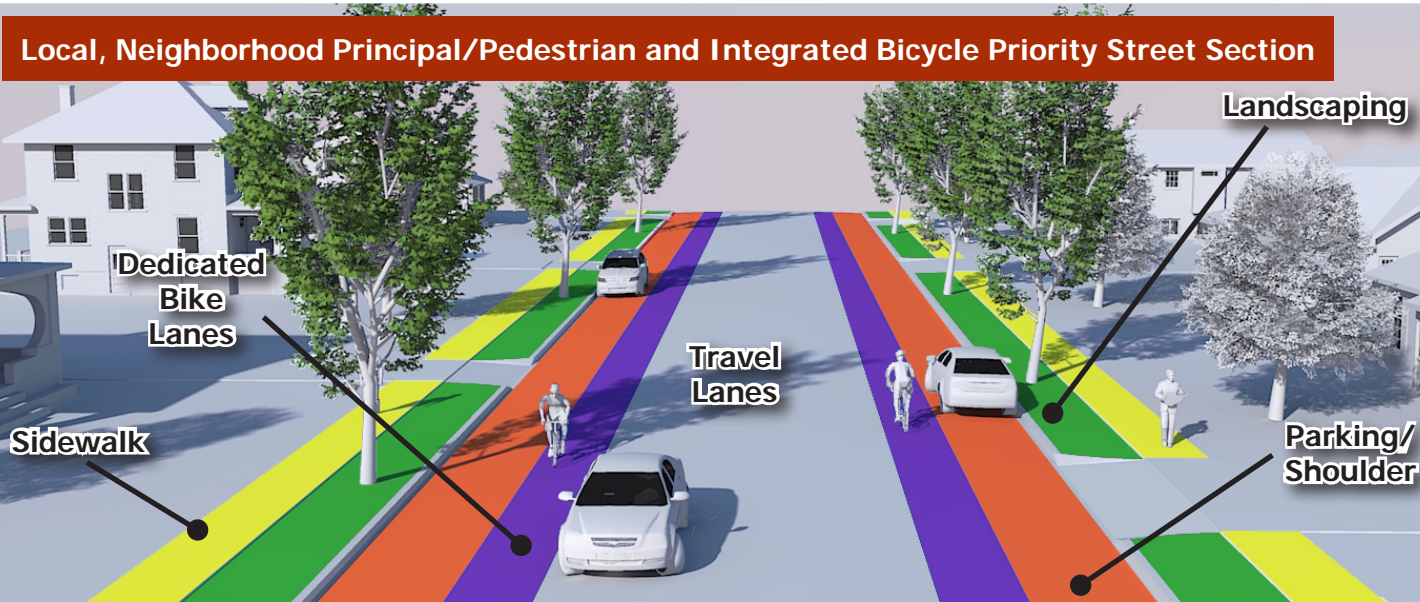 Local, Neighborhood Principal/Pedestrian and Integrated Bicycle Priority Street Section
Landscaping
Dedicated
Bike
Lanes
Travel
Lanes
Sidewalk
Parking/
Shoulder